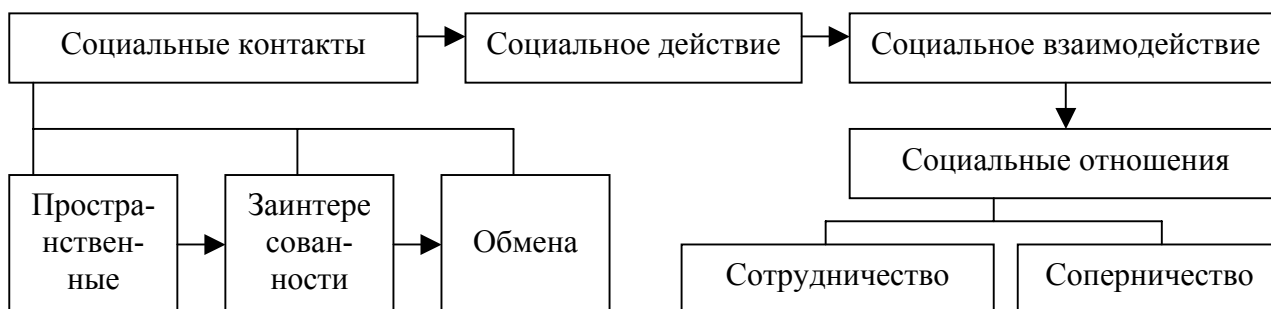 Социальные контакты
Социальное действие
Социальное взаимодействие
Социальные отношения
Простра-
нствен-
ные
Заинтере
сован-
ности
Обмена
Сотрудничество
Соперничество